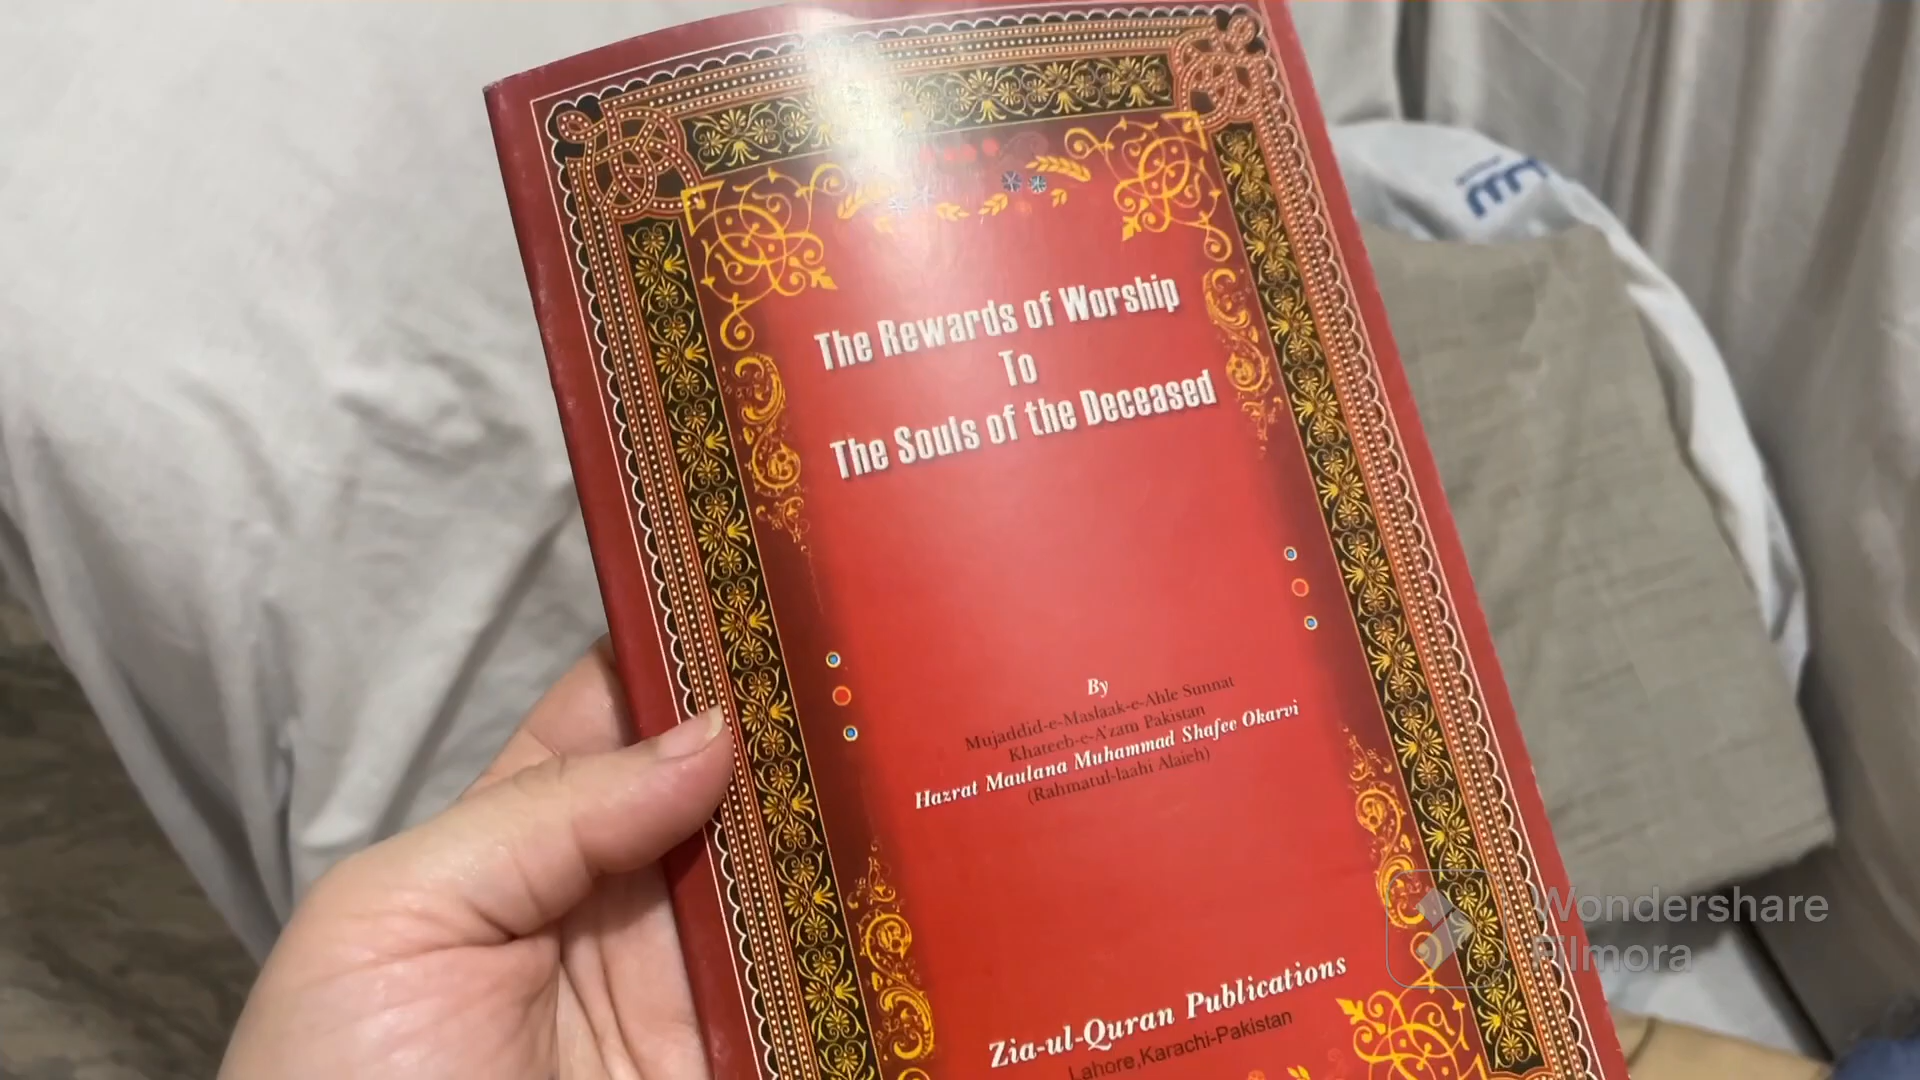 The Rewards of Worship
To
The Souls of the Deceased
By
Mujaddid-e-Maslaak-e-Ahle Sunnat
Khateeb-e-A'zam Pakistan
Hazrat Maulana Muhammad Shafee Okarvi
(Rahmatul-laahi Alaieh)
Zia-ul-Quran Publications
Lahore,Karachi-Pakistan
Wondershare
Filmora